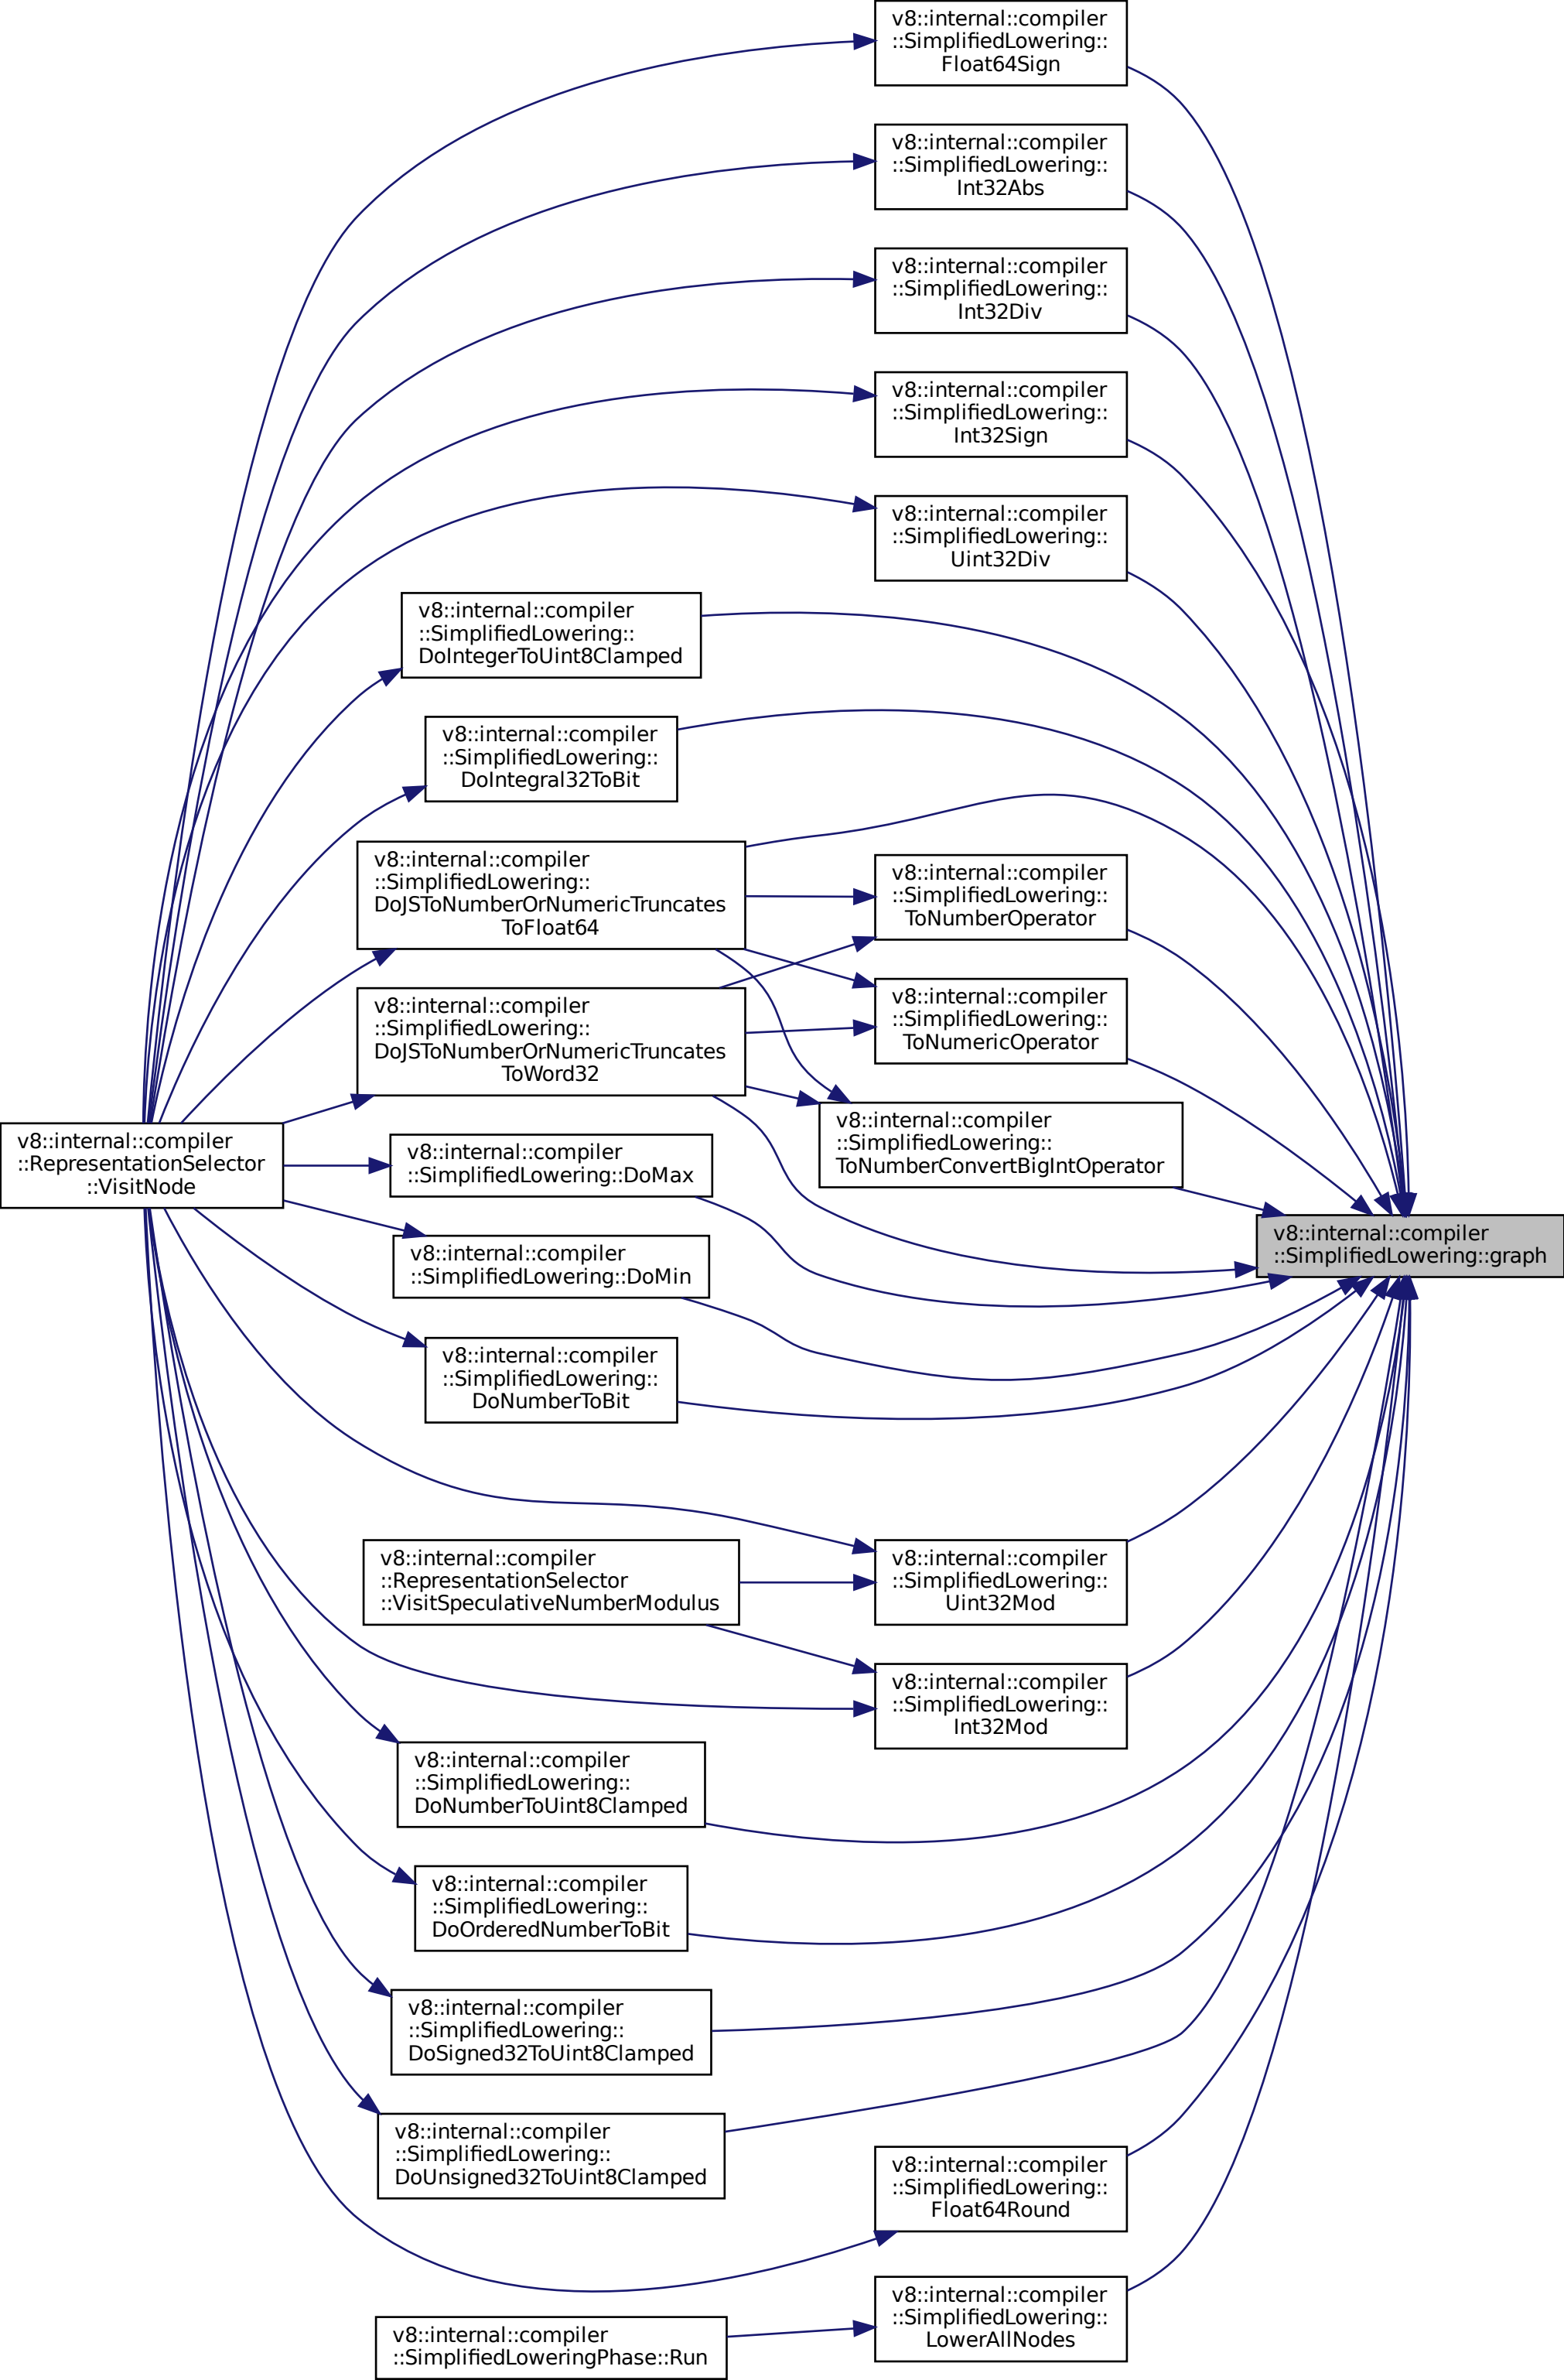 v8::internal::compiler
::SimplifiedLowering::
Float64Sign
v8::internal::compiler
::SimplifiedLowering::
Int32Abs
v8::internal::compiler
::SimplifiedLowering::
Int32Div
v8::internal::compiler
::SimplifiedLowering::
Int32Sign
v8::internal::compiler
::SimplifiedLowering::
Uint32Div
v8::internal::compiler
::SimplifiedLowering::
DoIntegerToUint8Clamped
v8::internal::compiler
::SimplifiedLowering::
DoIntegral32ToBit
v8::internal::compiler
::SimplifiedLowering::
DoJSToNumberOrNumericTruncates
ToFloat64
v8::internal::compiler
::SimplifiedLowering::
ToNumberOperator
v8::internal::compiler
::SimplifiedLowering::
ToNumericOperator
v8::internal::compiler
::SimplifiedLowering::
DoJSToNumberOrNumericTruncates
ToWord32
v8::internal::compiler
::SimplifiedLowering::
ToNumberConvertBigIntOperator
v8::internal::compiler
::RepresentationSelector
::VisitNode
v8::internal::compiler
::SimplifiedLowering::DoMax
v8::internal::compiler
::SimplifiedLowering::graph
v8::internal::compiler
::SimplifiedLowering::DoMin
v8::internal::compiler
::SimplifiedLowering::
DoNumberToBit
v8::internal::compiler
::RepresentationSelector
::VisitSpeculativeNumberModulus
v8::internal::compiler
::SimplifiedLowering::
Uint32Mod
v8::internal::compiler
::SimplifiedLowering::
Int32Mod
v8::internal::compiler
::SimplifiedLowering::
DoNumberToUint8Clamped
v8::internal::compiler
::SimplifiedLowering::
DoOrderedNumberToBit
v8::internal::compiler
::SimplifiedLowering::
DoSigned32ToUint8Clamped
v8::internal::compiler
::SimplifiedLowering::
DoUnsigned32ToUint8Clamped
v8::internal::compiler
::SimplifiedLowering::
Float64Round
v8::internal::compiler
::SimplifiedLowering::
LowerAllNodes
v8::internal::compiler
::SimplifiedLoweringPhase::Run